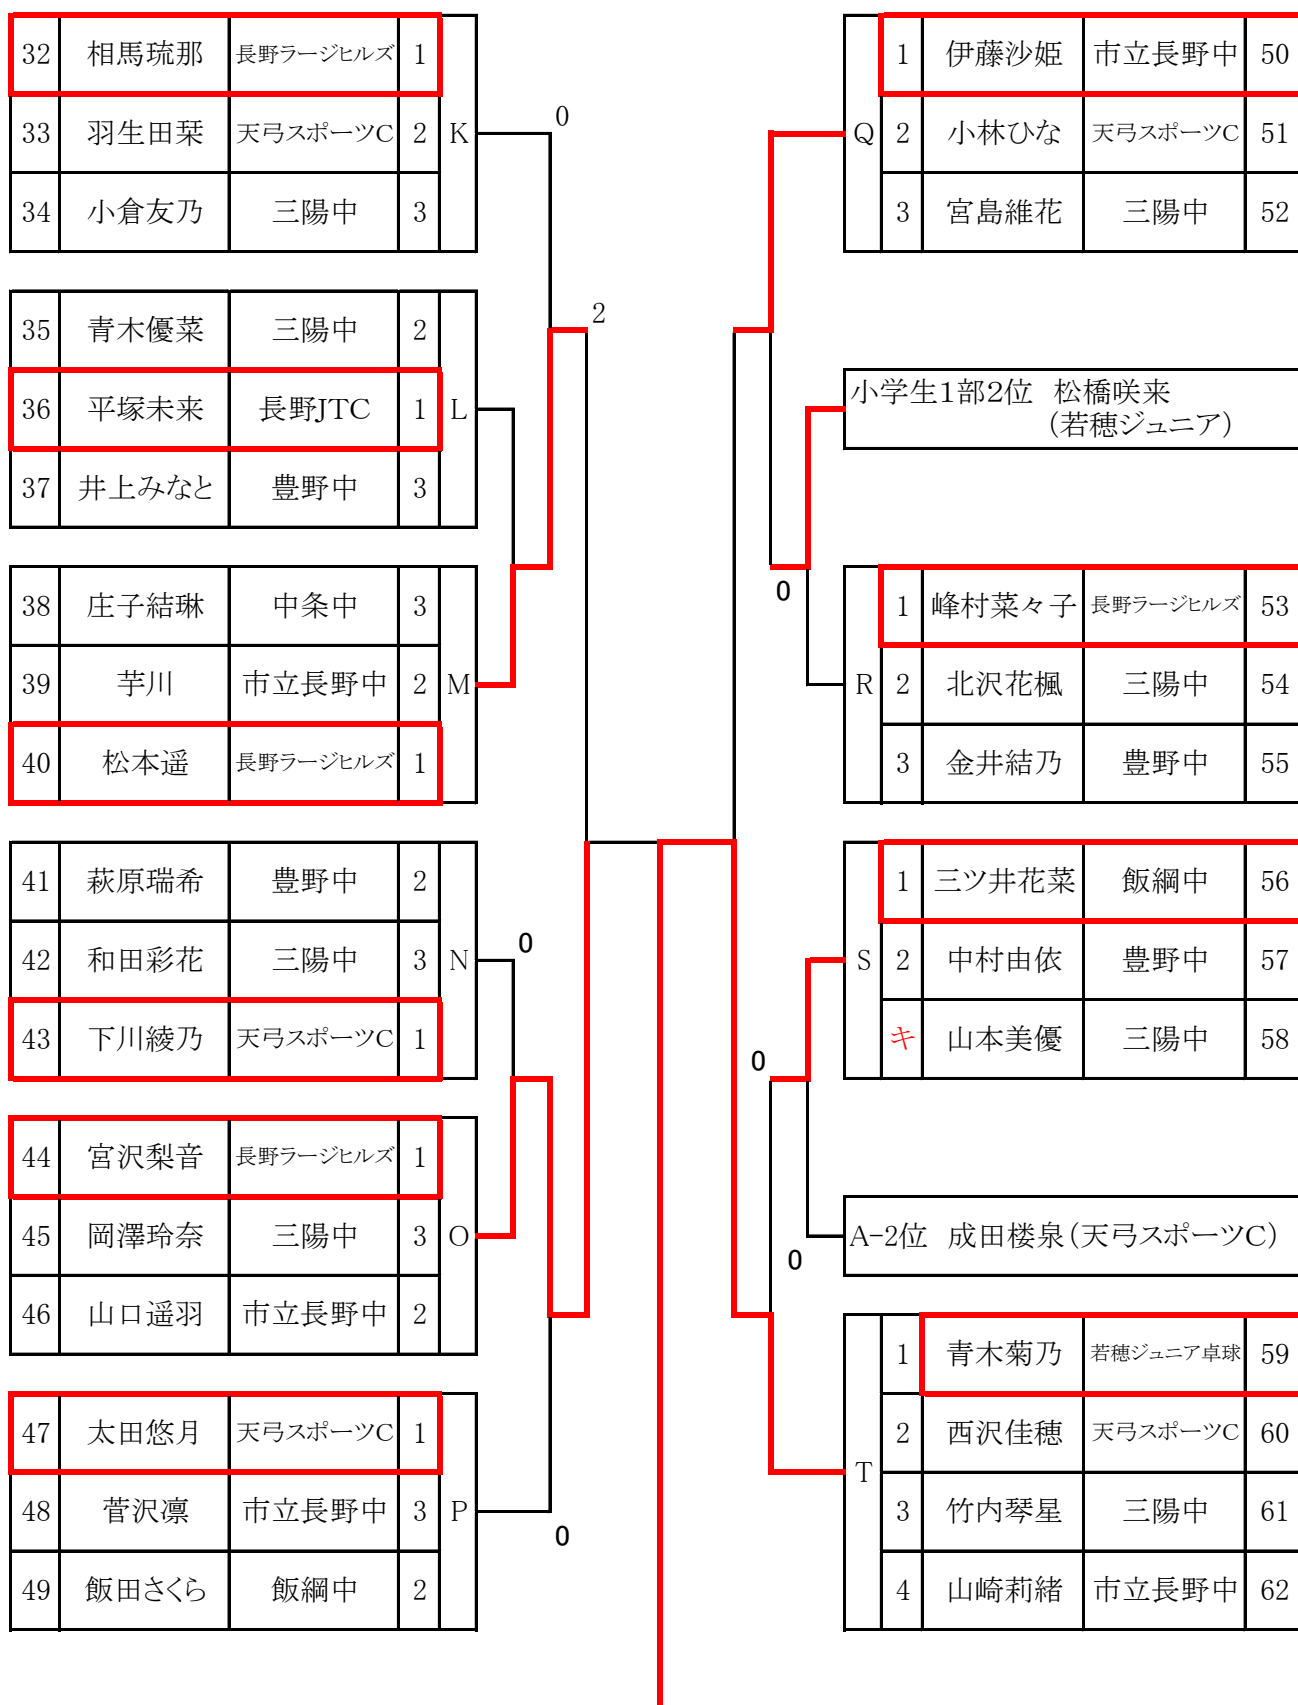 32 相馬琉那 長野ラージヒルズ 1
33 羽生田栞 天弓スポーツC 2 K
34 小倉友乃 三陽中 3
0
35 青木優菜 三陽中 2
36 平塚未来 長野JTC 1 L
37 井上みなと 豊野中 3
2
38 庄子結琳 中条中 3
39 芋川 市立長野中 2 M
40 松本遥 長野ラージヒルズ 1
41 萩原瑞希 豊野中 2
42 和田彩花 三陽中 3 N
43 下川綾乃 天弓スポーツC 1
0
44 宮沢梨音 長野ラージヒルズ 1
45 岡澤玲奈 三陽中 3 O
46 山口遥羽 市立長野中 2
47 太田悠月 天弓スポーツC 1
48 菅沢凛 市立長野中 3 P
49 飯田さくら 飯綱中 2
0
1 伊藤沙姫 市立長野中 50
Q 2 小林ひな 天弓スポーツC 51
3 宮島維花 三陽中 52
小学生1部2位 松橋咲来
(若穂ジュニア)
0
1 峰村菜々子 長野ラージヒルズ 53
R 2 北沢花楓 三陽中 54
3 金井結乃 豊野中 55
1 三ツ井花菜 飯綱中 56
S 2 中村由依 豊野中 57
キ 山本美優 三陽中 58
0
A-2位 成田楼泉(天弓スポーツC)
0
1 青木菊乃 若穂ジュニア卓球 59
2 西沢佳穂 天弓スポーツC 60
T
3 竹内琴星 三陽中 61
4 山崎莉緒 市立長野中 62